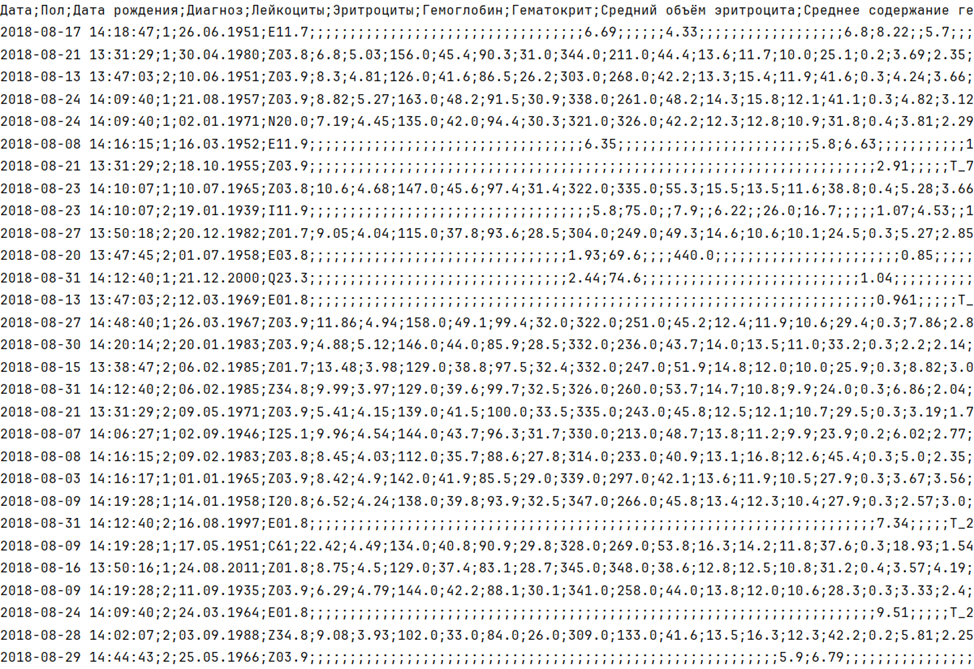 Дата;Пол;Дата рождения;Диагноз;Лейкоциты;Эритроциты;Гемоглобин;Гематокрит;Средний объём эритроцита;Среднее содержание ге
2018-08-17 14:18:47;1;26.06.1951;E11.7;;;;;;;;;;;;;;;;;;;;;;;;;;;;;;;;6.69;;;;;;4.33;;;;;;;;;;;;;;;;;;6.8;8.22;;5.7;;;
2018-08-21 13:31:29;1;30.04.1980;Z03.8;6.8;5.03;156.0;45.4;90.3;31.0;344.0;211.0;44.4;13.6;11.7;10.0;25.1;0.2;3.69;2.35;
2018-08-13 13:47:03;2;10.06.1951;Z03.9;8.3;4.81;126.0;41.6;86.5;26.2;303.0;268.0;42.2;13.3;15.4;11.9;41.6;0.3;4.24;3.66;
2018-08-24 14:09:40;1;21.08.1957;Z03.9;8.82;5.27;163.0;48.2;91.5;30.9;338.0;261.0;48.2;14.3;15.8;12.1;41.1;0.3;4.82;3.12
2018-08-24 14:09:40;1;02.01.1971;N20.0;7.19;4.45;135.0;42.0;94.4;30.3;321.0;326.0;42.2;12.3;12.8;10.9;31.8;0.4;3.81;2.29
2018-08-08 14:16:15;1;16.03.1952;E11.9;;;;;;;;;;;;;;;;;;;;;;;;;;;;;;;;6.35;;;;;;;;;;;;;;;;;;;;;;;;5.8;6.63;;;;;;;;;;;1
2018-08-21 13:31:29;2;18.10.1955;Z03.9;;;;;;;;;;;;;;;;;;;;;;;;;;;;;;;;;;;;;;;;;;;;;;;;;;;;;;;;;;;;;;;;;;;2.91;;;;;T_7
2018-08-23 14:10:07;1;10.07.1965;Z03.8;10.6;4.68;147.0;45.6;97.4;31.4;322.0;335.0;55.3;15.5;13.5;11.6;38.8;0.4;5.28;3.66
2018-08-23 14:10:07;2;19.01.1939;I11.9;;;;;;;;;;;;;;;;;;;;;;;;;;;;;;;;;5.8;75.0;;7.9;;6.22;;26.0;16.7;;;;;1.07;4.53;;;1
2018-08-27 13:50:18;2;20.12.1982;Z01.7;9.05;4.04;115.0;37.8;93.6;28.5;304.0;249.0;49.3;14.6;10.6;10.1;24.5;0.3;5.27;2.85
2018-08-20 13:47:45;2;01.07.1958;E03.8;;;;;;;;;;;;;;;;;;;;;;;;;;;;;;1.93;69.6;;;;440.0;;;;;;;;;;;;;;;;;;;;;;0.85;;;;;
2018-08-31 14:12:40;1;21.12.2000;Q23.3;;;;;;;;;;;;;;;;;;;;;;;;;;;;;;2.44;74.6;;;;;;;;;;;;;;;;;;;;;;;;;1.04;;;;;;;;;;
2018-08-13 13:47:03;2;12.03.1969;E01.8;;;;;;;;;;;;;;;;;;;;;;;;;;;;;;;;;;;;;;;;;;;;;;;;;;;;;;;;;;;;;;;;;;;0.961;;;;;T_
2018-08-27 14:48:40;1;26.03.1967;Z03.9;11.86;4.94;158.0;49.1;99.4;32.0;322.0;251.0;45.2;12.4;11.9;10.6;29.4;0.3;7.86;2.8
2018-08-30 14:20:14;2;20.01.1983;Z03.9;4.88;5.12;146.0;44.0;85.9;28.5;332.0;236.0;43.7;14.0;13.5;11.0;33.2;0.3;2.2;2.14;
2018-08-15 13:38:47;2;06.02.1985;Z01.7;13.48;3.98;129.0;38.8;97.5;32.4;332.0;247.0;51.9;14.8;12.0;10.0;25.9;0.3;8.82;3.0
2018-08-31 14:12:40;2;06.02.1985;Z34.8;9.99;3.97;129.0;39.6;99.7;32.5;326.0;260.0;53.7;14.7;10.8;9.9;24.0;0.3;6.86;2.04;
2018-08-21 13:31:29;2;09.05.1971;Z03.9;5.41;4.15;139.0;41.5;100.0;33.5;335.0;243.0;45.8;12.5;12.1;10.7;29.5;0.3;3.19;1.7
2018-08-07 14:06:27;1;02.09.1946;I25.1;9.96;4.54;144.0;43.7;96.3;31.7;330.0;213.0;48.7;13.8;11.2;9.9;23.9;0.2;6.02;2.77;
2018-08-08 14:16:15;2;09.02.1983;Z03.8;8.45;4.03;112.0;35.7;88.6;27.8;314.0;233.0;40.9;13.1;16.8;12.6;45.4;0.3;5.0;2.35;
2018-08-03 14:16:17;1;01.01.1965;Z03.9;8.42;4.9;142.0;41.9;85.5;29.0;339.0;297.0;42.1;13.6;11.9;10.5;27.9;0.3;3.67;3.56;
2018-08-09 14:19:28;1;14.01.1958;I20.8;6.52;4.24;138.0;39.8;93.9;32.5;347.0;266.0;45.8;13.4;12.3;10.4;27.9;0.3;2.57;3.0;
2018-08-31 14:12:40;2;16.08.1997;E01.8;;;;;;;;;;;;;;;;;;;;;;;;;;;;;;;;;;;;;;;;;;;;;;;;;;;;;;;;;;;;;;;;;;;7.34;;;;;T_2
2018-08-09 14:19:28;1;17.05.1951;C61;22.42;4.49;134.0;40.8;90.9;29.8;328.0;269.0;53.8;16.3;14.2;11.8;37.6;0.3;18.93;1.54
2018-08-16 13:50:16;1;24.08.2011;Z01.8;8.75;4.5;129.0;37.4;83.1;28.7;345.0;348.0;38.6;12.8;12.5;10.8;31.2;0.4;3.57;4.19;
2018-08-09 14:19:28;2;11.09.1935;Z03.9;6.29;4.79;144.0;42.2;88.1;30.1;341.0;258.0;44.0;13.8;12.0;10.6;28.3;0.3;3.33;2.4;
2018-08-24 14:09:40;2;24.03.1964;E01.8;;;;;;;;;;;;;;;;;;;;;;;;;;;;;;;;;;;;;;;;;;;;;;;;;;;;;;;;;;;;;;;;;;;9.51;;;;;T_2
2018-08-28 14:02:07;2;03.09.1988;Z34.8;9.08;3.93;102.0;33.0;84.0;26.0;309.0;133.0;41.6;13.5;16.3;12.3;42.2;0.2;5.81;2.25
2018-08-29 14:44:43;2;25.05.1966;Z03.9;;;;;;;;;;;;;;;;;;;;;;;;;;;;;;;;;;;;;;;;;;;;;;;;;;;;;;;5.9;6.79;;;;;;;;;;;;;;;